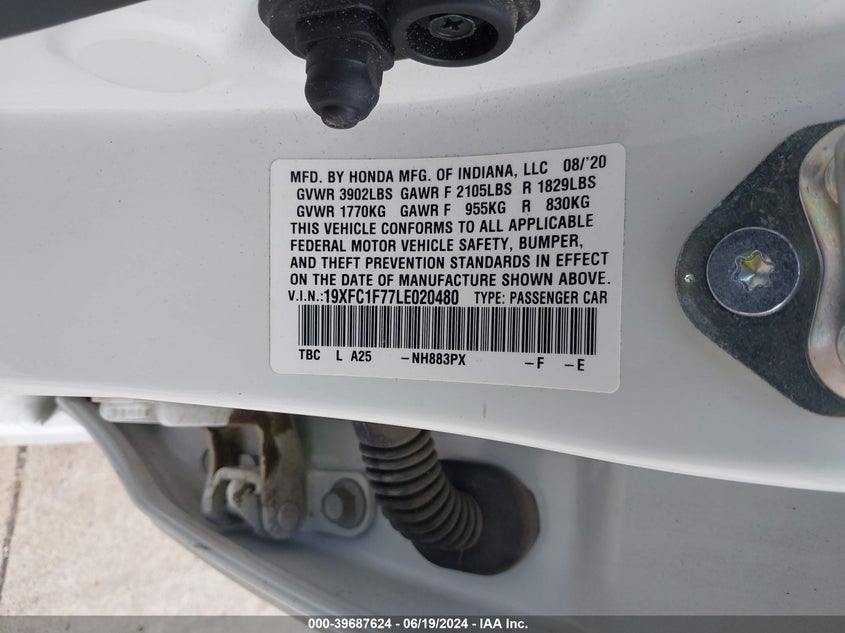 MFD. BY HONDA MFG. OF INDIANA, LLC 08/'20
GVWR 3902LBS GAWR F 2105LBS R 1829LBS
GVWR 1770KG GAWR F 955KG R 830KG
THIS VEHICLE CONFORMS TO ALL APPLICABLE
FEDERAL MOTOR VEHICLE SAFETY, BUMPER,
AND THEFT PREVENTION STANDARDS IN EFFECT
ON THE DATE OF MANUFACTURE SHOWN ABOVE.
V.I.N.:19XFC1F77LE020480 TYPE: PASSENGER CAR
TBC L A25 -NH883PX -F -E
000-39687624 - 06/19/2024 - IAA Inc.